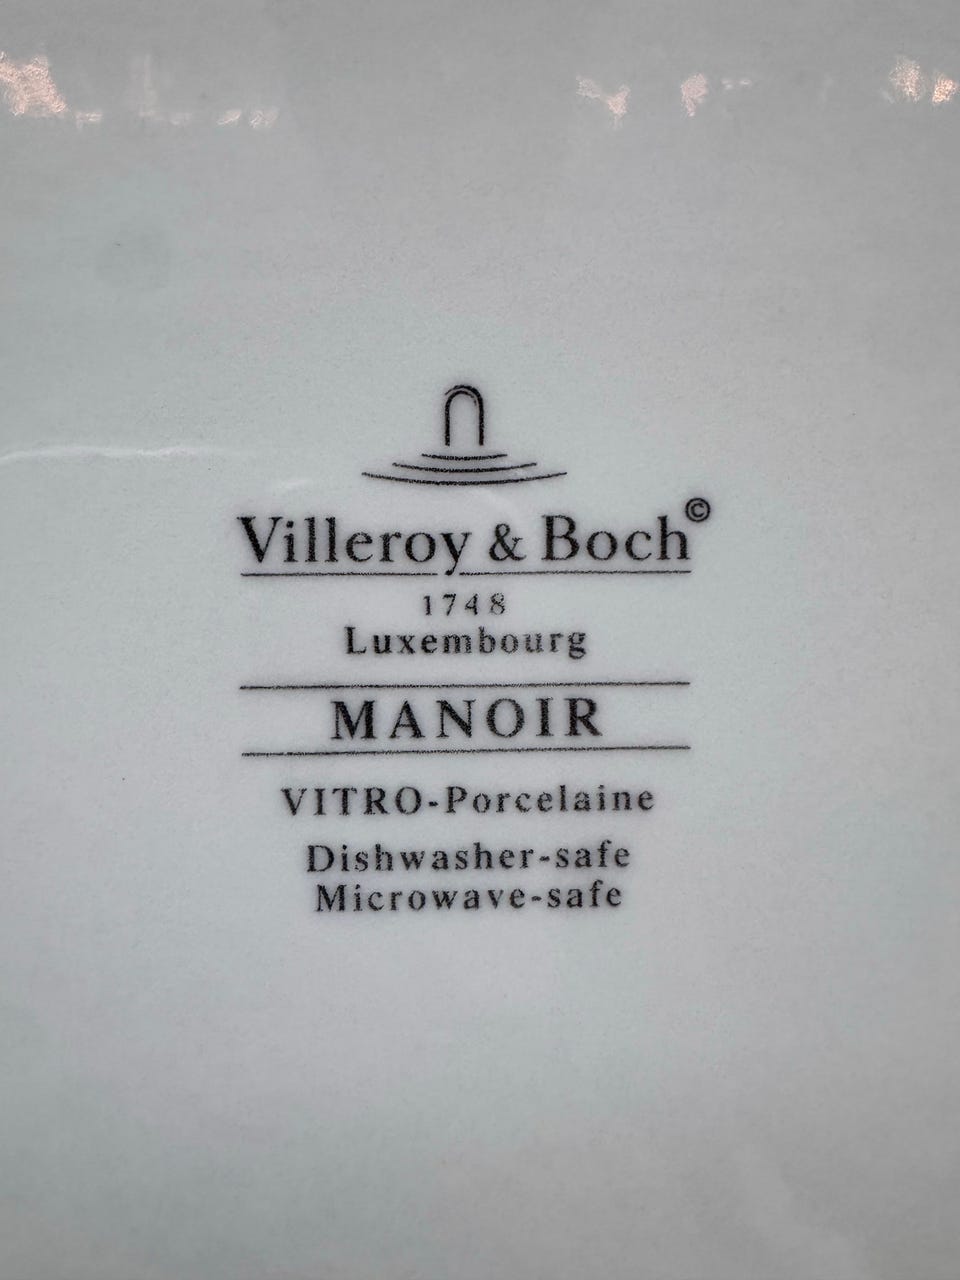 Villeroy & Boch©
1748
Luxembourg
MANOIR
VITRO-Porcelaine
Dishwasher-safe
Microwave-safe